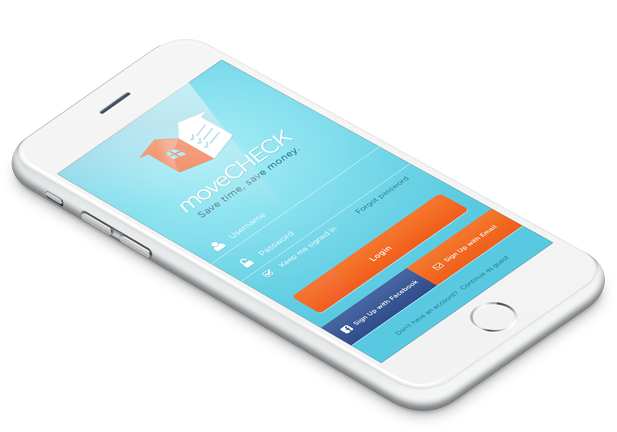 moveCHECK
Save time, save money.
Username
Password
Keep me signed in
Forgot password
Login
Sign Up with Facebook
Sign Up with Email
Don't have an account? Continue as guest